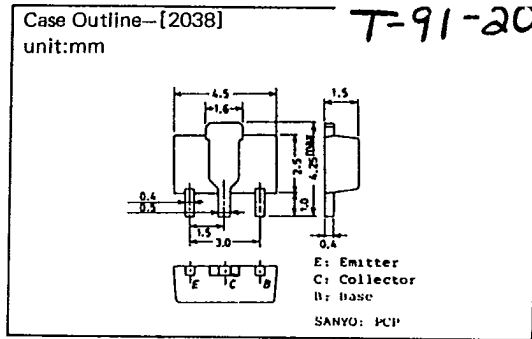 Case Outline—[2038]
T-91-20
unit:mm
4.5
1.6
1.5
2.5
4.25max
1.0
0.4
0.5
1.5
3.0
0.4
E C B
E: Emitter
C: Collector
B: Base
SANYO: PCP